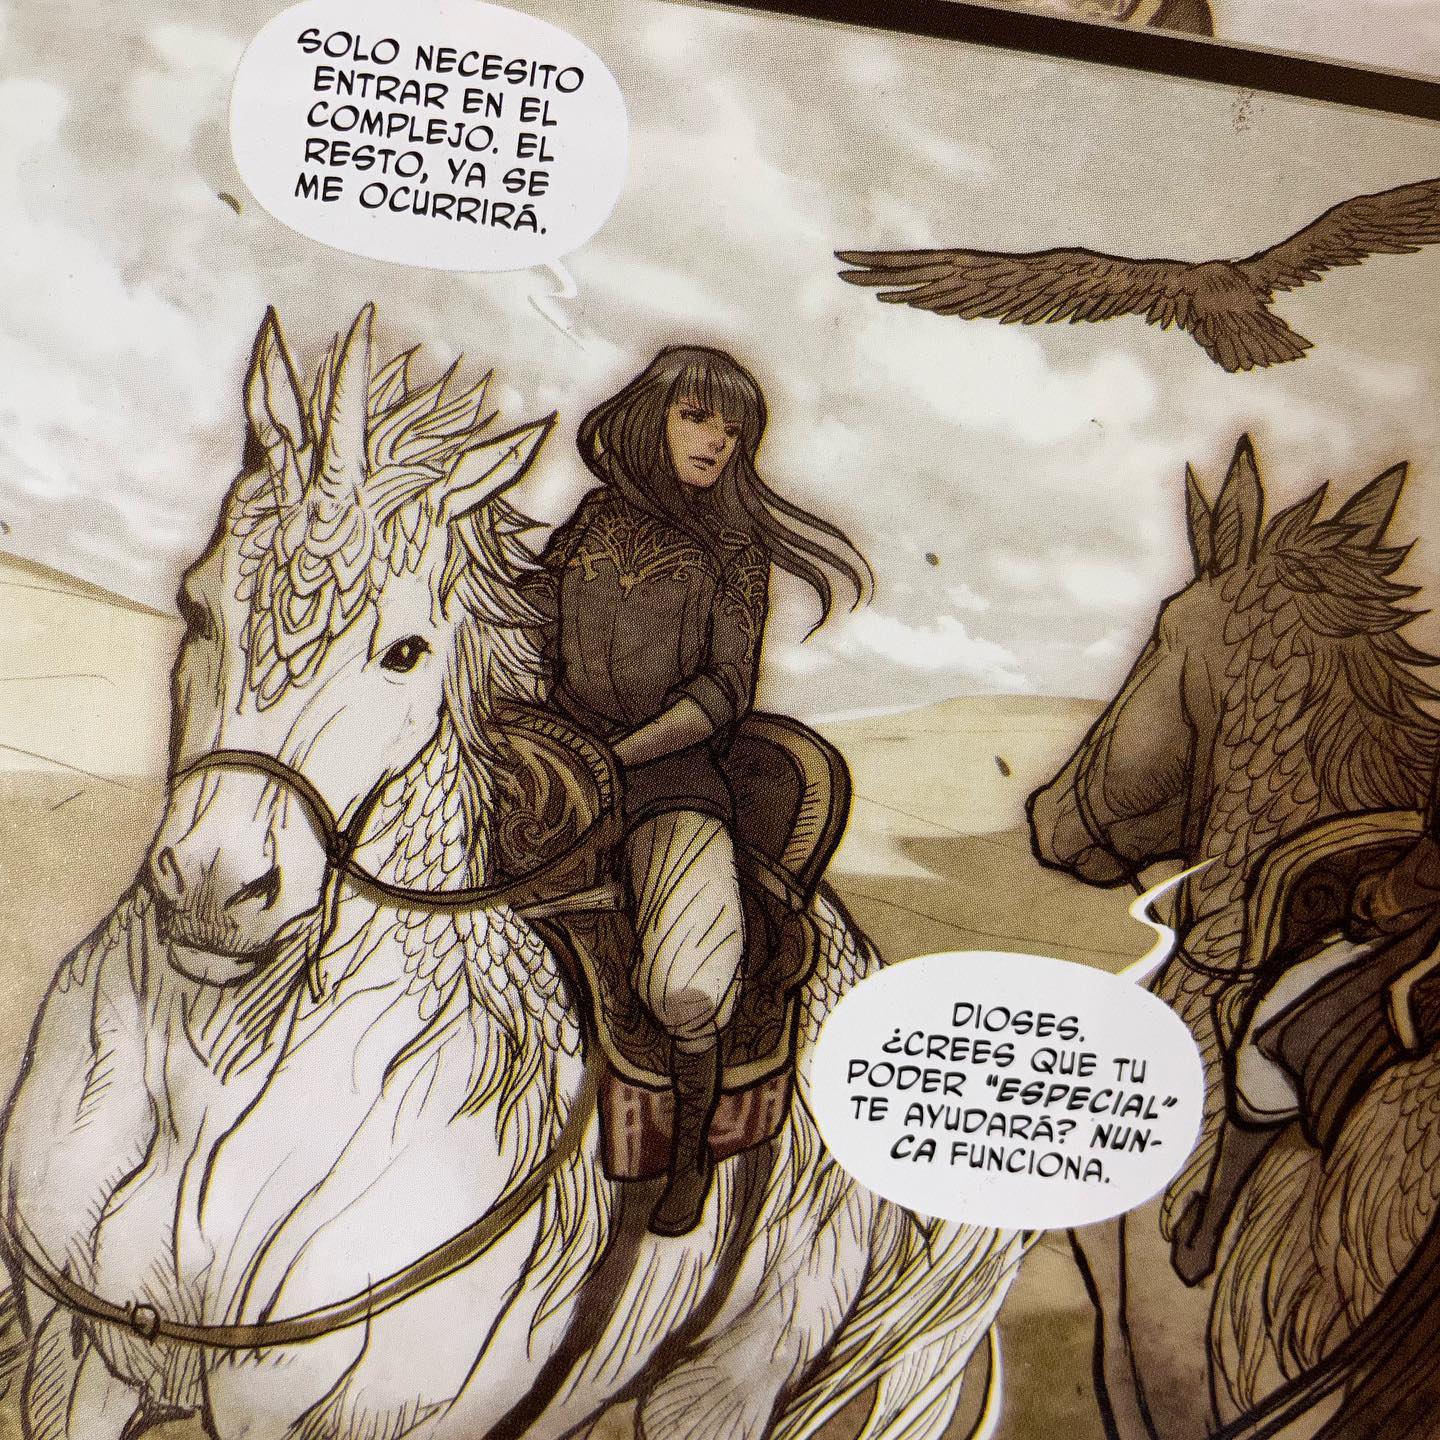 SOLO NECESITO
ENTRAR EN EL
COMPLEJO. EL
RESTO, YA SE
ME OCURRIRÁ.
DIOSES.
¿CREES QUE TU
PODER "ESPECIAL"
TE AYUDARÁ? NUN-
CA FUNCIONA.